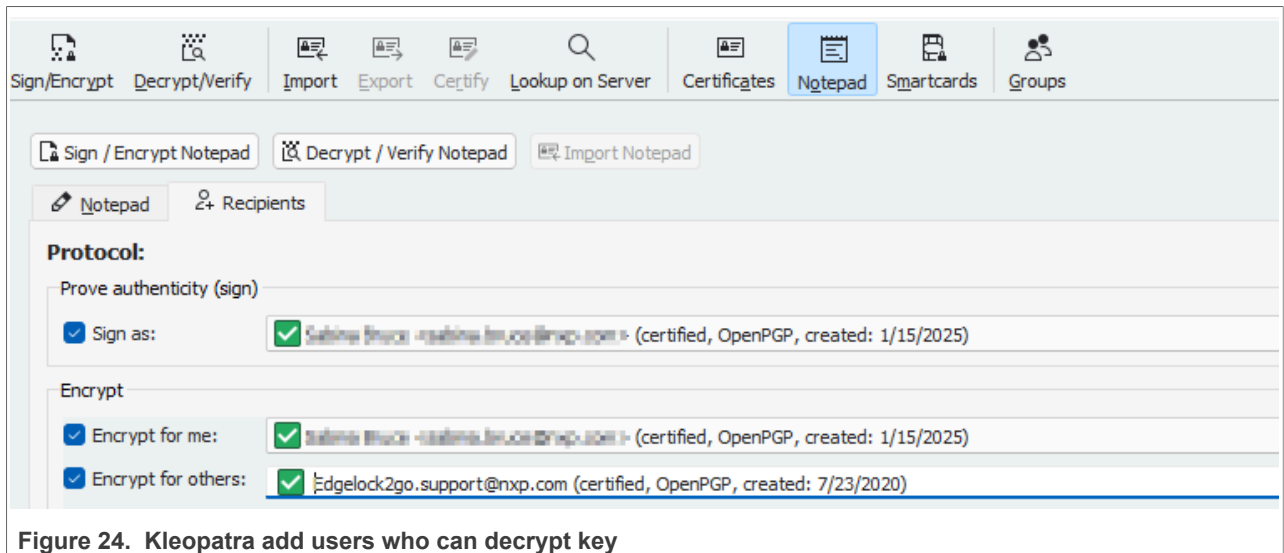 Sign/Encrypt Decrypt/Verify Import Export Certify Lookup on Server Certificates Notepad Smartcards Groups
Sign / Encrypt Notepad Decrypt / Verify Notepad Import Notepad
Notepad Recipients
Protocol:
Prove authenticity (sign)
Sign as: (certified, OpenPGP, created: 1/15/2025)
Encrypt
Encrypt for me: (certified, OpenPGP, created: 1/15/2025)
Encrypt for others: Edgelock2go.support@nxp.com (certified, OpenPGP, created: 7/23/2020)
Figure 24. Kleopatra add users who can decrypt key